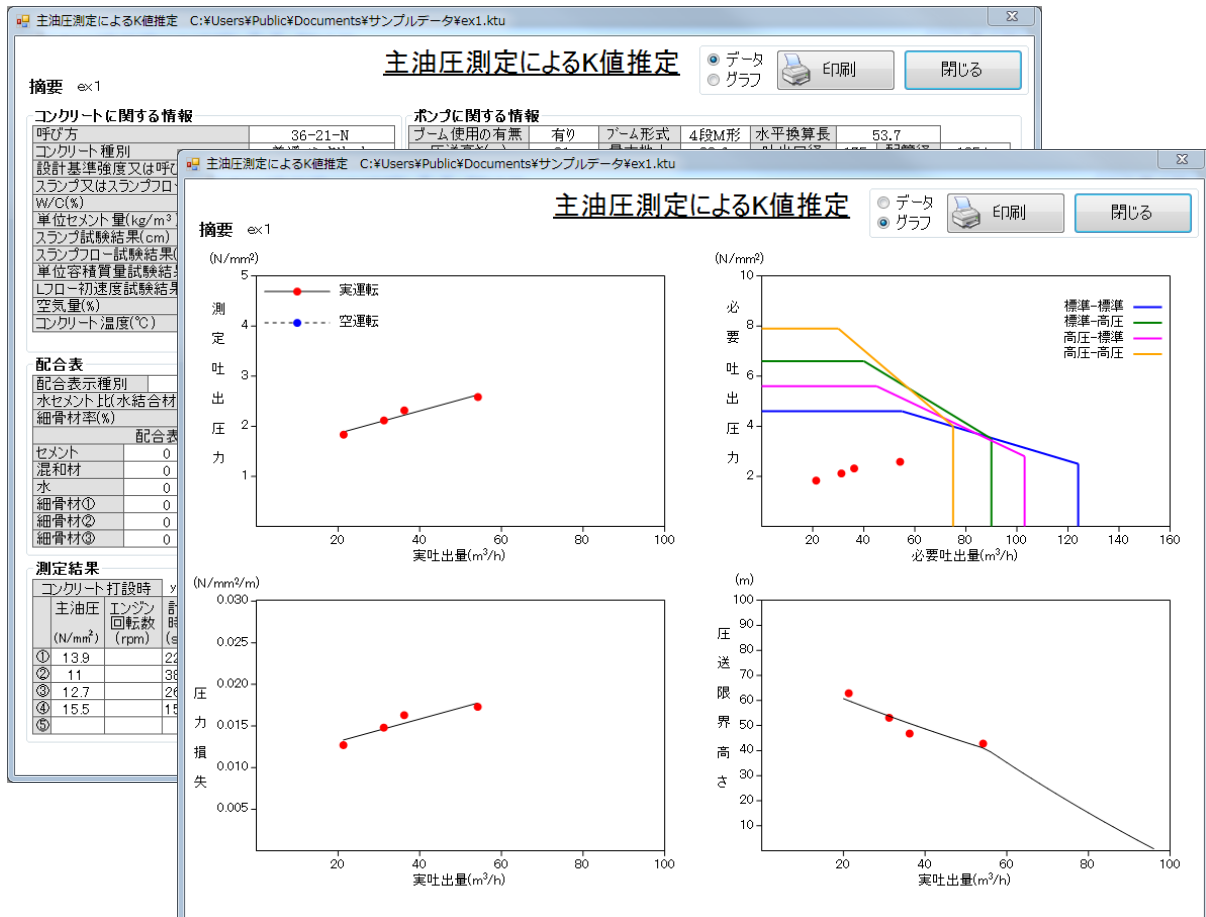 主油圧測定によるK値推定 C:¥Users¥Public¥Documents¥サンプルデータ¥ex1.ktu
主油圧測定によるK値推定
データ
グラフ
印刷
閉じる
摘要 ex1
コンクリートに関する情報
呼び方 36-21-N
コンクリート種別
設計基準強度又は呼び
スランプ又はスランプフロー
W/C(%)
単位セメント量(kg/m³
スランプ試験結果(cm)
スランプフロー試験結果(
単位容積質量試験結
Lフロー初速度試験結果
空気量(%)
コンクリート温度(℃)
ポンプに関する情報
ブーム使用の有無 有り ブーム形式 4段M形 水平換算長 53.7
配合表
配合表示種別
水セメント比(水結合材
細骨材率(%)
配合表
セメント 0
混和材 0
水 0
細骨材① 0
細骨材② 0
細骨材③ 0
測定結果
コンクリート打設時 y
主油圧 エンジン 計
回転数 時
(N/mm²) (rpm) (s
① 13.9 22
② 11 38
③ 12.7 26
④ 15.5 15
⑤
主油圧測定によるK値推定 C:¥Users¥Public¥Documents¥サンプルデータ¥ex1.ktu
主油圧測定によるK値推定
データ
グラフ
印刷
閉じる
摘要 ex1
(N/mm²)
測定吐出圧力
5
4
3
2
1
実運転
空運転
20 40 60 80 100
実吐出量(m³/h)
(N/mm²)
必要吐出圧力
10
8
6
4
2
標準-標準
標準-高圧
高圧-標準
高圧-高圧
20 40 60 80 100 120 140 160
必要吐出量(m³/h)
(N/mm²/m)
圧力損失
0.030
0.025
0.020
0.015
0.010
0.005
20 40 60 80 100
実吐出量(m³/h)
(m)
圧送限界高さ
100
90
80
70
60
50
40
30
20
10
20 40 60 80 100
実吐出量(m³/h)